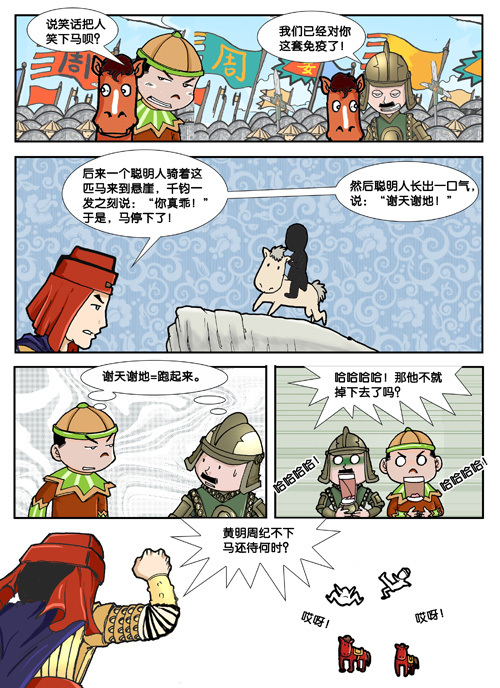 说笑话把人
笑下马呗？
我们已经对你
这套免疫了！
周
周
女
后来一个聪明人骑着这
匹马来到悬崖，千钧一
发之刻说：“你真乖！”
于是，马停下了！
然后聪明人长出一口气，
说：“谢天谢地！”
谢天谢地=跑起来。
哈哈哈哈！那他不就
掉下去了吗？
哈哈哈哈！
哈哈哈哈！
黄明周纪不下
马还待何时？
哎呀！
哎呀！